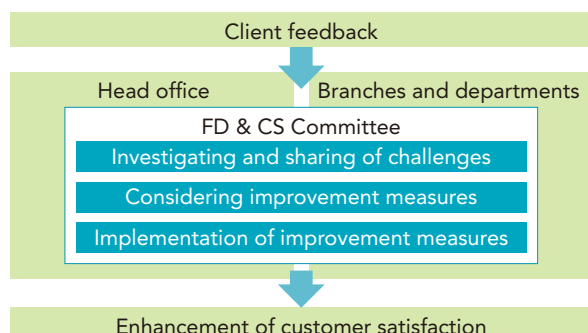 Client feedback
Head office
Branches and departments
FD & CS Committee
Investigating and sharing of challenges
Considering improvement measures
Implementation of improvement measures
Enhancement of customer satisfaction